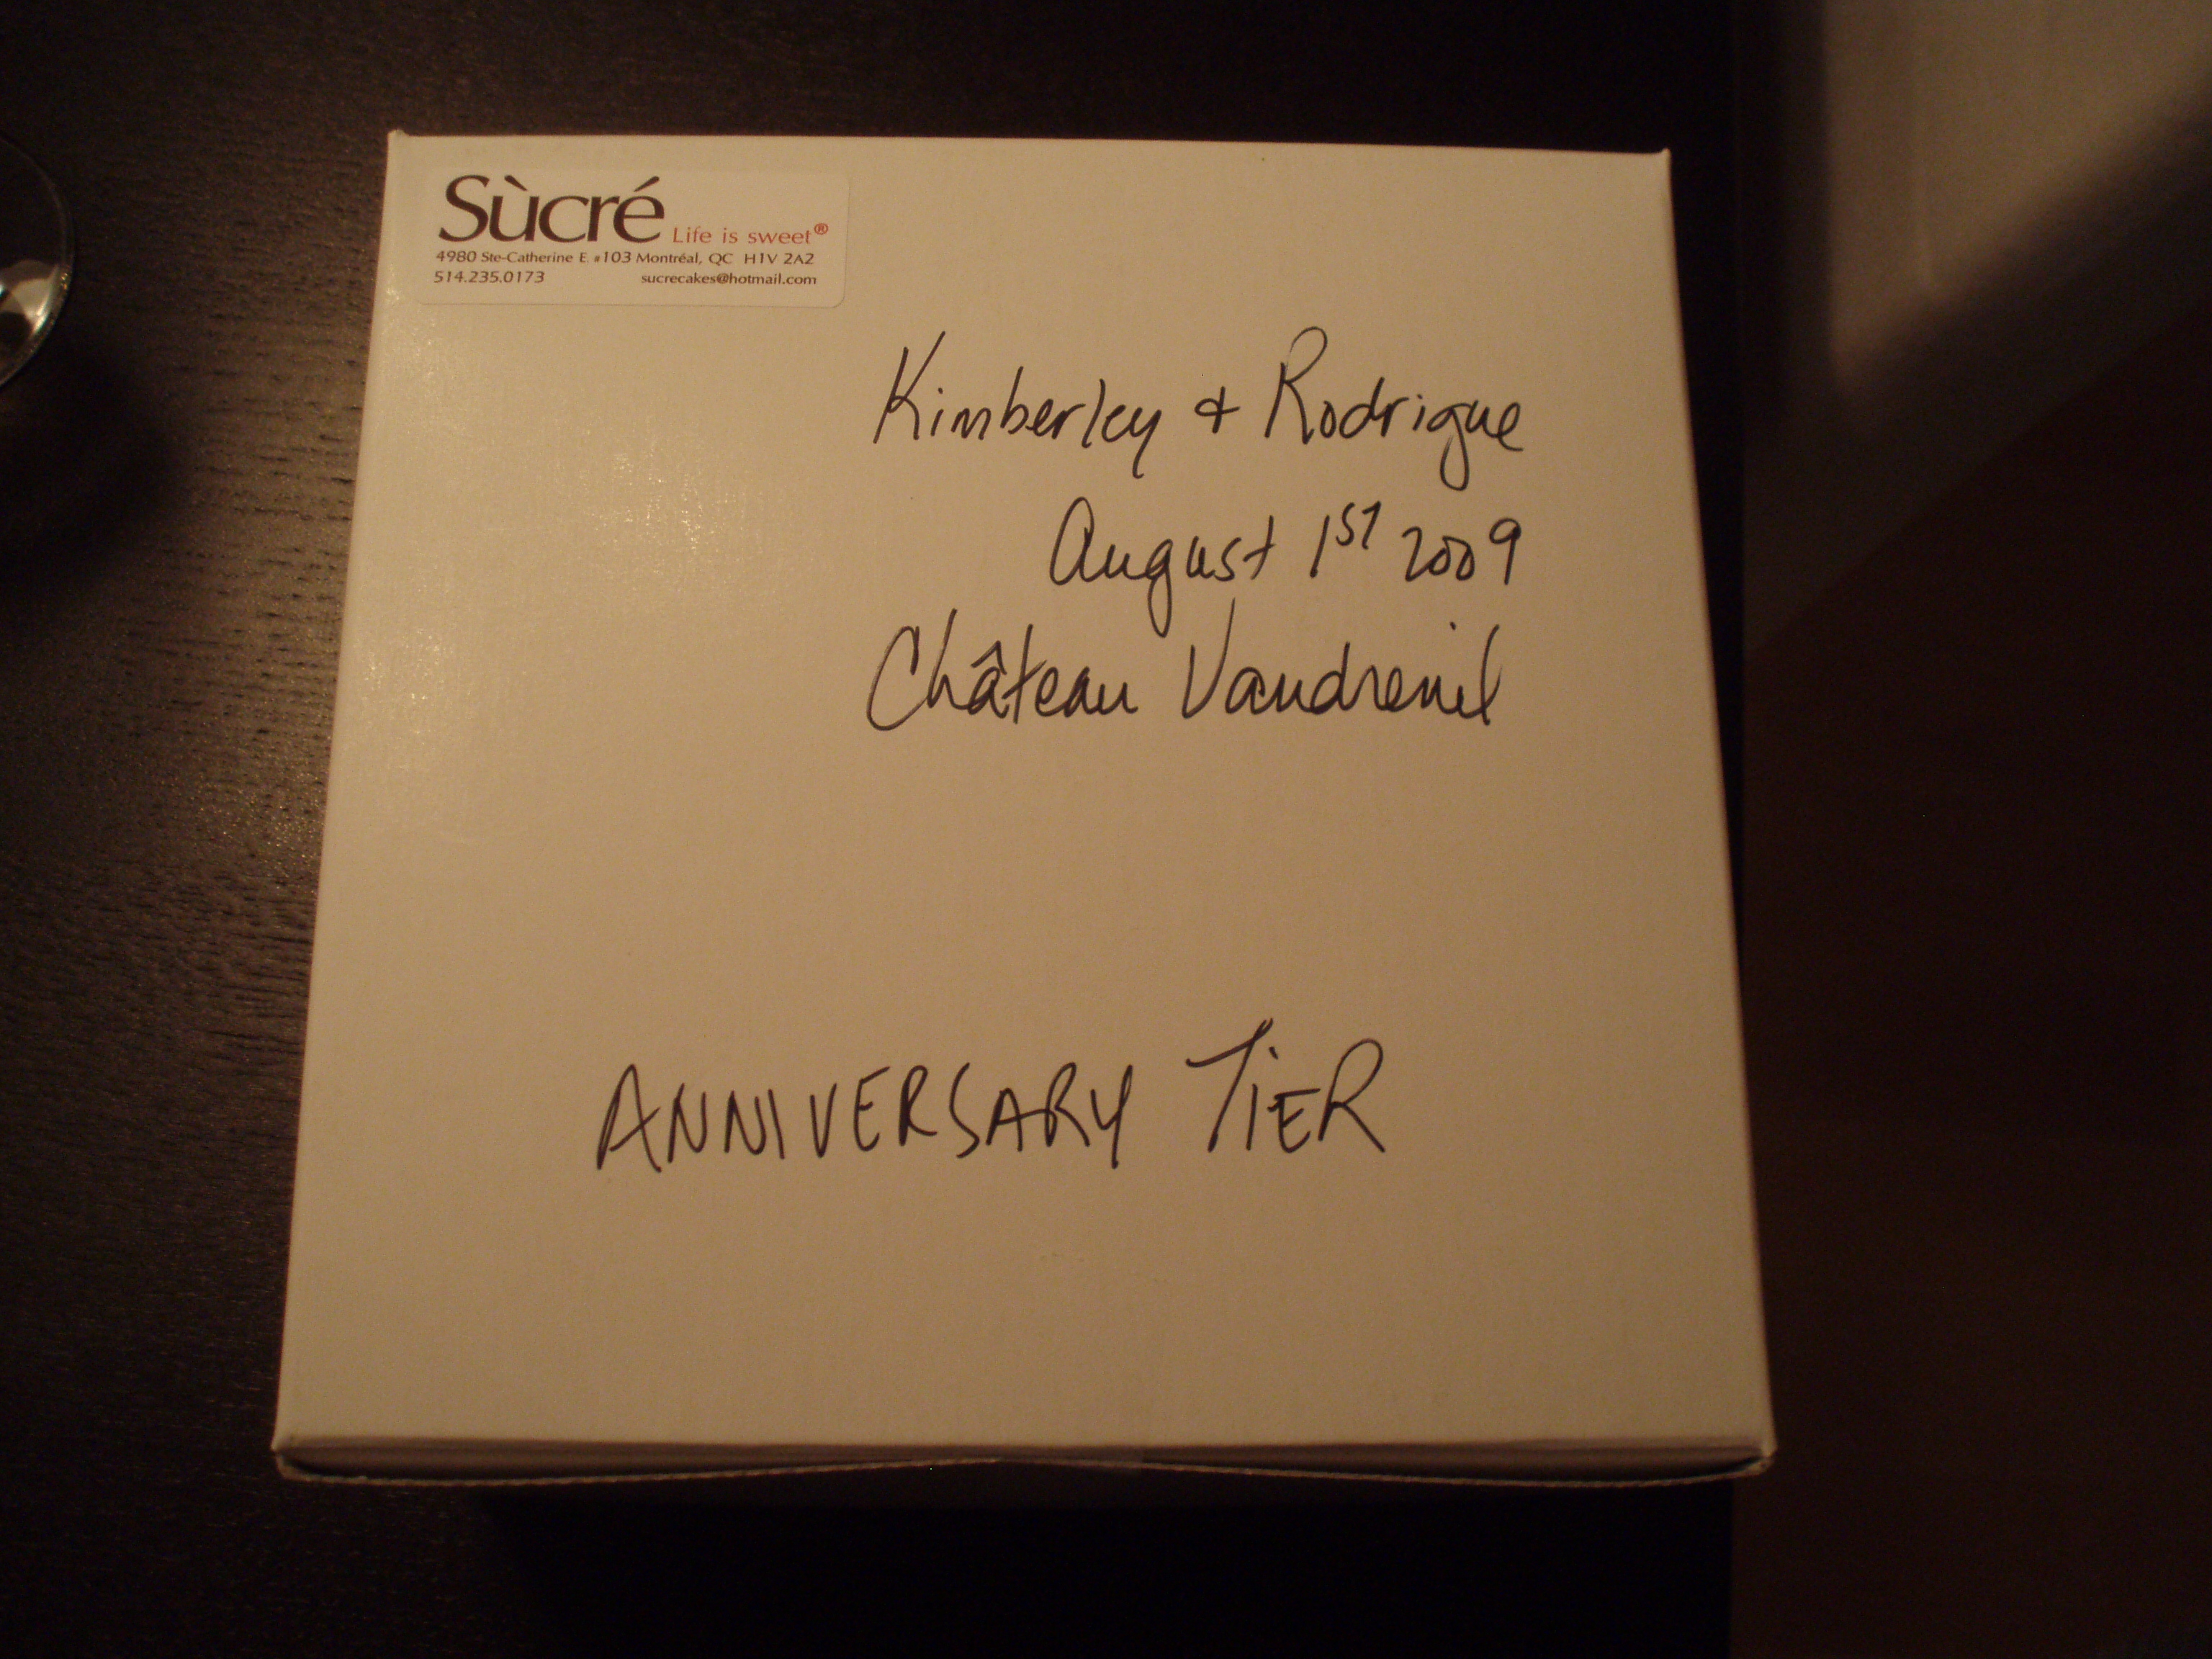 Sùcré Life is sweet®
4980 Ste-Catherine E. #103 Montréal, QC H1V 2A2
514.235.0173 sucrecakes@hotmail.com
Kimberley & Rodrigue
August 1ST 2009
Château Vaudreuil
ANNIVERSARY TIER